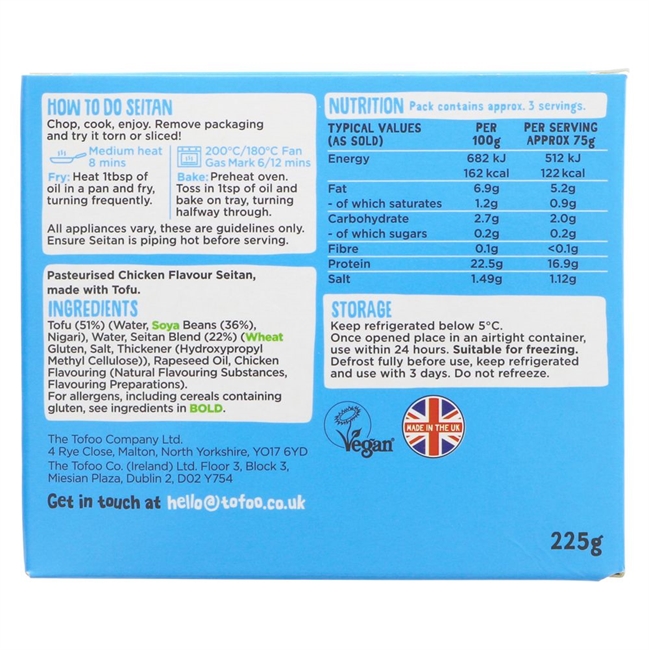 HOW TO DO SEITAN
Chop, cook, enjoy. Remove packaging
and try it torn or sliced!
Medium heat
8 mins
Fry: Heat 1tbsp of
oil in a pan and fry,
turning frequently.
200°C/180°C Fan
Gas Mark 6/12 mins
Bake: Preheat oven.
Toss in 1tsp of oil and
bake on tray, turning
halfway through.
All appliances vary, these are guidelines only.
Ensure Seitan is piping hot before serving.
Pasteurised Chicken Flavour Seitan,
made with Tofu.
INGREDIENTS
Tofu (51%) (Water, Soya Beans (36%),
Nigari), Water, Seitan Blend (22%) (Wheat
Gluten, Salt, Thickener (Hydroxypropyl
Methyl Cellulose)), Rapeseed Oil, Chicken
Flavouring (Natural Flavouring Substances,
Flavouring Preparations).
For allergens, including cereals containing
gluten, see ingredients in BOLD.
The Tofoo Company Ltd.
4 Rye Close, Malton, North Yorkshire, YO17 6YD
The Tofoo Co. (Ireland) Ltd. Floor 3, Block 3,
Miesian Plaza, Dublin 2, D02 Y754
Get in touch at hello@tofoo.co.uk
NUTRITION Pack contains approx. 3 servings.
TYPICAL VALUES (AS SOLD) PER 100g PER SERVING APPROX 75g
Energy 682 kJ 512 kJ
162 kcal 122 kcal
Fat 6.9g 5.2g
- of which saturates 1.2g 0.9g
Carbohydrate 2.7g 2.0g
- of which sugars 0.2g 0.2g
Fibre 0.1g <0.1g
Protein 22.5g 16.9g
Salt 1.49g 1.12g
STORAGE
Keep refrigerated below 5°C.
Once opened place in an airtight container,
use within 24 hours. Suitable for freezing.
Defrost fully before use, keep refrigerated
and use with 3 days. Do not refreeze.
Vegan
MADE IN THE UK
225g